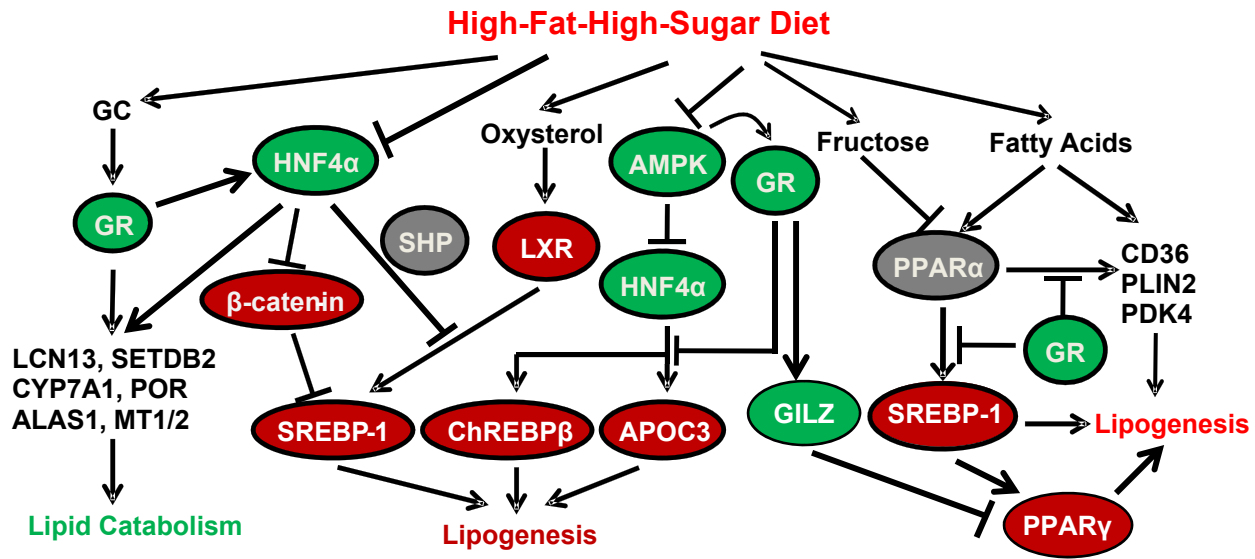 High-Fat-High-Sugar Diet
GC
Oxysterol
Fructose
Fatty Acids
HNF4α
AMPK
GR
GR
SHP
LXR
PPARα
CD36
PLIN2
PDK4
β-catenin
HNF4α
GR
LCN13, SETDB2
CYP7A1, POR
ALAS1, MT1/2
SREBP-1
ChREBPβ
APOC3
GILZ
SREBP-1
Lipogenesis
Lipid Catabolism
Lipogenesis
PPARγ